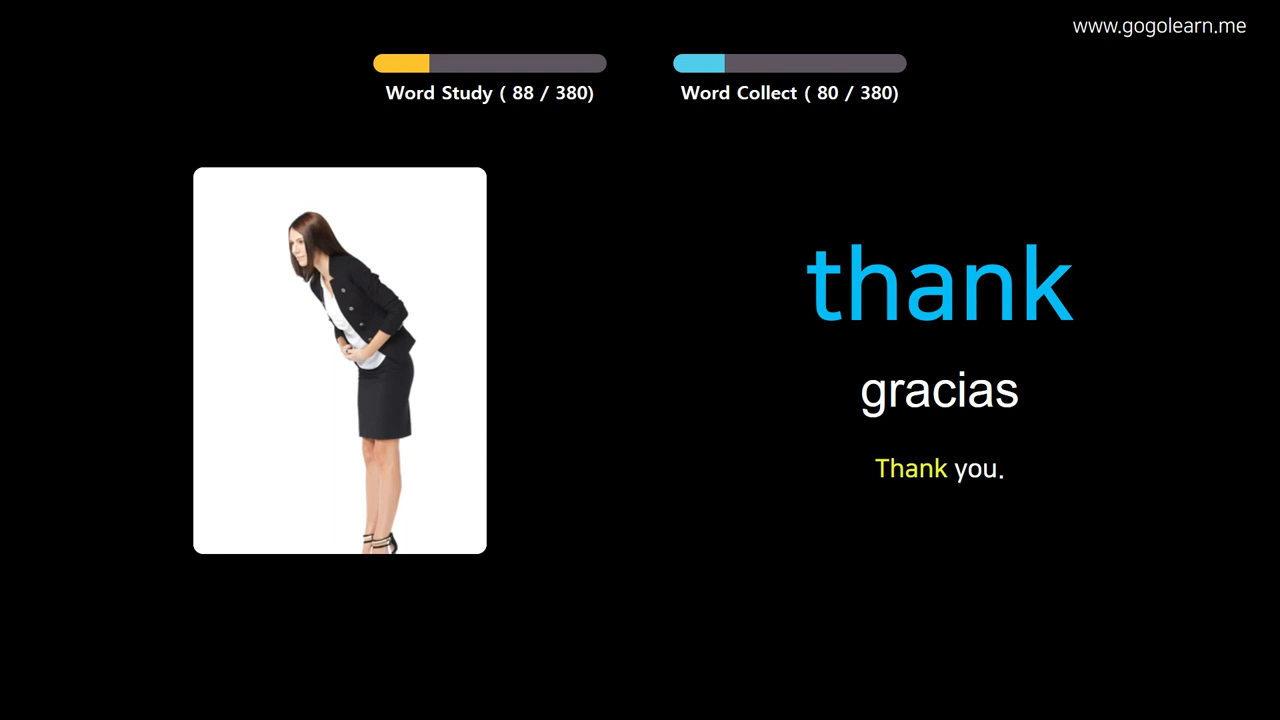 www.gogolearn.me
Word Study ( 88 / 380)
Word Collect ( 80 / 380)
thank
gracias
Thank you.